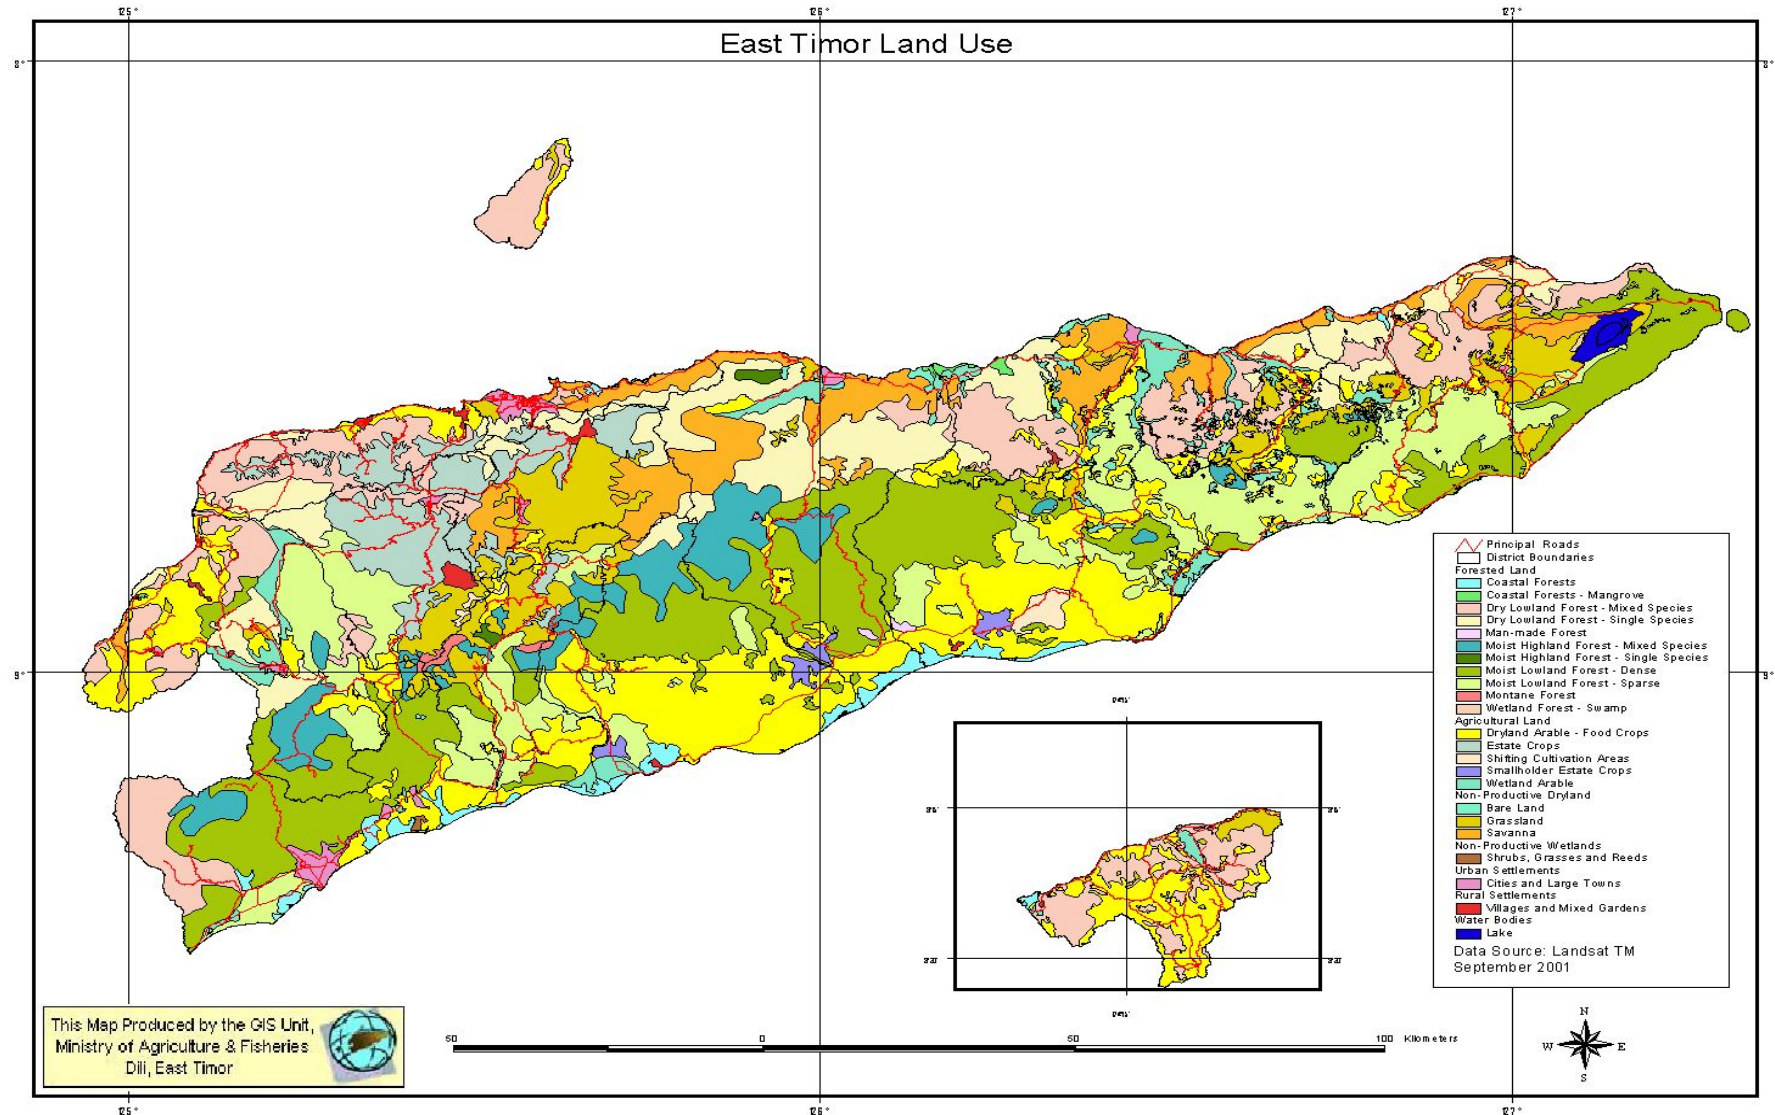 125° 126° 127°
East Timor Land Use
8° 8°
Principal Roads
District Boundaries
Forested Land
Coastal Forests
Coastal Forests - Mangrove
Dry Lowland Forest - Mixed Species
Dry Lowland Forest - Single Species
Man-made Forest
Moist Highland Forest - Mixed Species
Moist Highland Forest - Single Species
Moist Lowland Forest - Dense
Moist Lowland Forest - Sparse
Montane Forest
Wetland Forest - Swamp
Agricultural Land
Dryland Arable - Food Crops
Estate Crops
Shifting Cultivation Areas
Smallholder Estate Crops
Wetland Arable
Non-Productive Dryland
Bare Land
Grassland
Savanna
Non-Productive Wetlands
Shrubs, Grasses and Reeds
Urban Settlements
Cities and Large Towns
Rural Settlements
Villages and Mixed Gardens
Water Bodies
Lake
Data Source: Landsat TM
September 2001
9° 9°
This Map Produced by the GIS Unit,
Ministry of Agriculture & Fisheries
Dili, East Timor
50 0 50 100 Kilometers
N
W E
S
125° 126° 127°